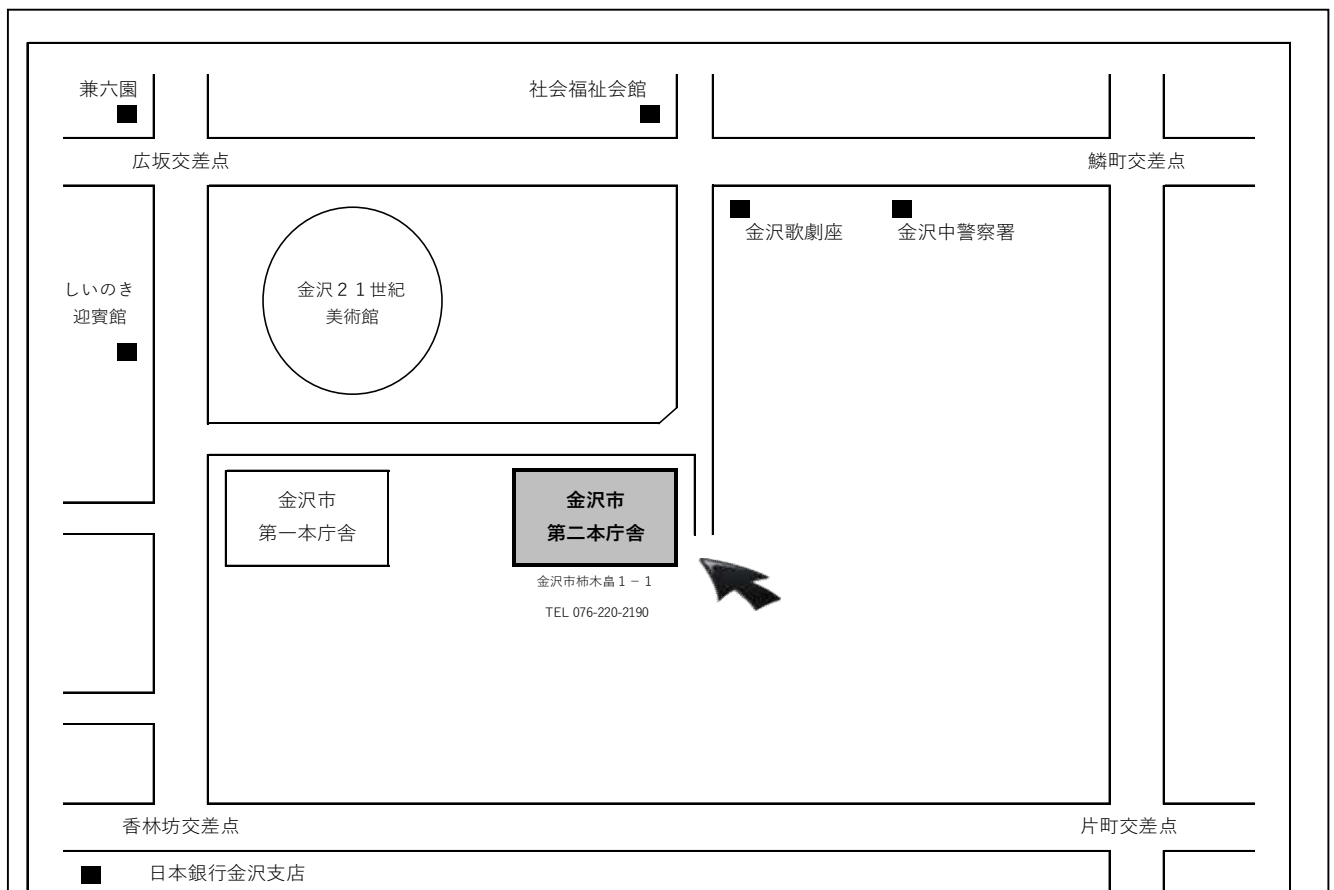 兼六園
社会福祉会館
広坂交差点
鱗町交差点
金沢歌劇座
金沢中警察署
しいのき
迎賓館
金沢２１世紀
美術館
金沢市
第一本庁舎
金沢市
第二本庁舎
金沢市柿木畠１－１
TEL 076-220-2190
香林坊交差点
片町交差点
日本銀行金沢支店